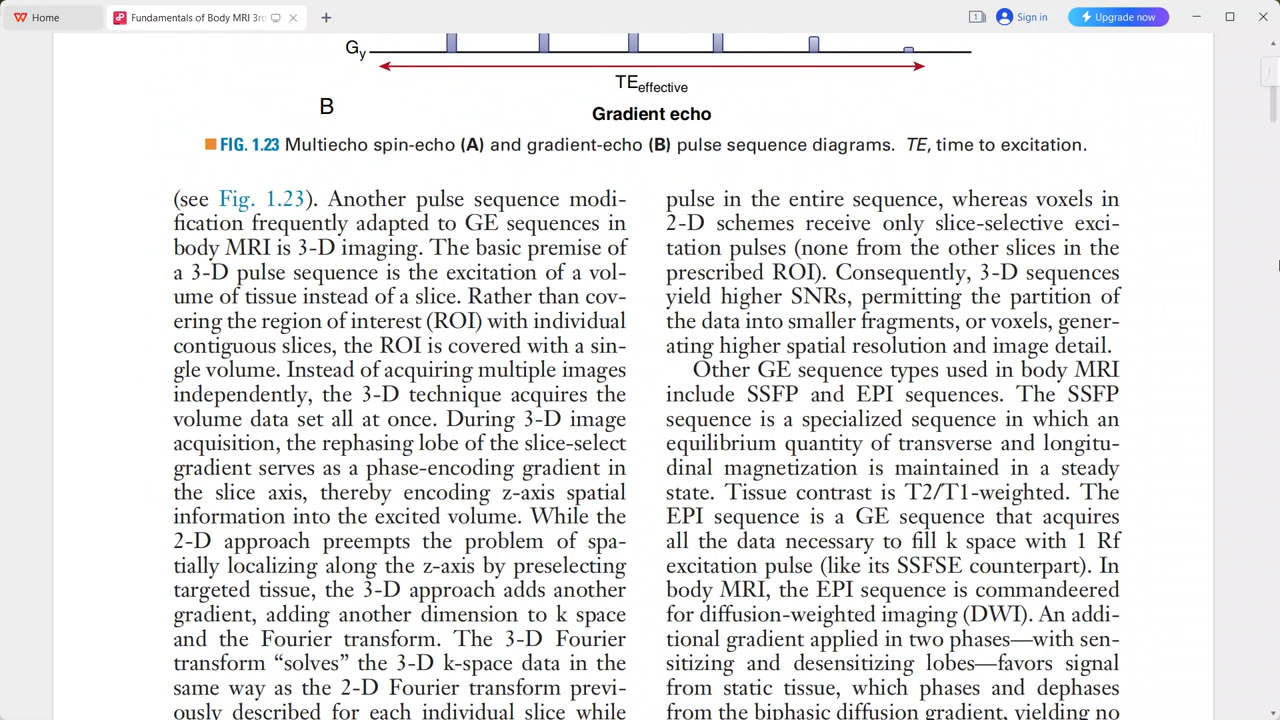 Home
Fundamentals of Body MRI 3rd
1
Sign in
Upgrade now
Gy
TEeffective
B
Gradient echo
FIG. 1.23 Multiecho spin-echo (A) and gradient-echo (B) pulse sequence diagrams. TE, time to excitation.
(see Fig. 1.23). Another pulse sequence modi-
fication frequently adapted to GE sequences in
body MRI is 3-D imaging. The basic premise of
a 3-D pulse sequence is the excitation of a vol-
ume of tissue instead of a slice. Rather than cov-
ering the region of interest (ROI) with individual
contiguous slices, the ROI is covered with a sin-
gle volume. Instead of acquiring multiple images
independently, the 3-D technique acquires the
volume data set all at once. During 3-D image
acquisition, the rephasing lobe of the slice-select
gradient serves as a phase-encoding gradient in
the slice axis, thereby encoding z-axis spatial
information into the excited volume. While the
2-D approach preempts the problem of spa-
tially localizing along the z-axis by preselecting
targeted tissue, the 3-D approach adds another
gradient, adding another dimension to k space
and the Fourier transform. The 3-D Fourier
transform “solves” the 3-D k-space data in the
same way as the 2-D Fourier transform previ-
ously described for each individual slice while
pulse in the entire sequence, whereas voxels in
2-D schemes receive only slice-selective exci-
tation pulses (none from the other slices in the
prescribed ROI). Consequently, 3-D sequences
yield higher SNRs, permitting the partition of
the data into smaller fragments, or voxels, gener-
ating higher spatial resolution and image detail.
Other GE sequence types used in body MRI
include SSFP and EPI sequences. The SSFP
sequence is a specialized sequence in which an
equilibrium quantity of transverse and longitu-
dinal magnetization is maintained in a steady
state. Tissue contrast is T2/T1-weighted. The
EPI sequence is a GE sequence that acquires
all the data necessary to fill k space with 1 Rf
excitation pulse (like its SSFSE counterpart). In
body MRI, the EPI sequence is commandeered
for diffusion-weighted imaging (DWI). An addi-
tional gradient applied in two phases—with sen-
sitizing and desensitizing lobes—favors signal
from static tissue, which phases and dephases
from the biphasic diffusion gradient, yielding no